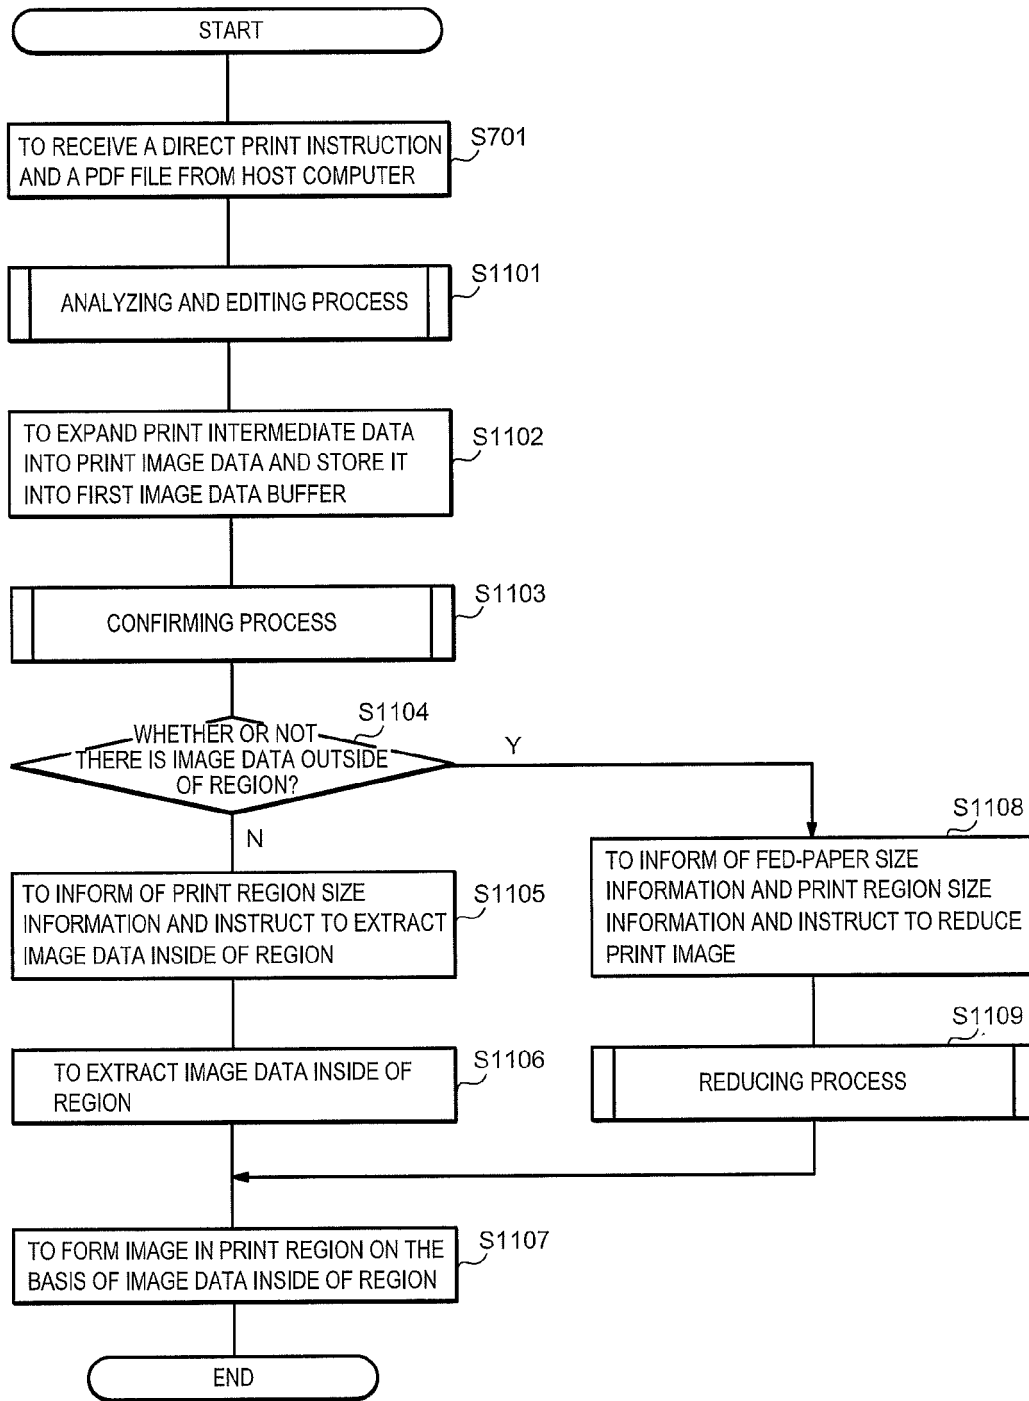 START
S701
TO RECEIVE A DIRECT PRINT INSTRUCTION
AND A PDF FILE FROM HOST COMPUTER
S1101
ANALYZING AND EDITING PROCESS
S1102
TO EXPAND PRINT INTERMEDIATE DATA
INTO PRINT IMAGE DATA AND STORE IT
INTO FIRST IMAGE DATA BUFFER
S1103
CONFIRMING PROCESS
S1104
WHETHER OR NOT
THERE IS IMAGE DATA OUTSIDE
OF REGION?
Y
N
S1105
TO INFORM OF PRINT REGION SIZE
INFORMATION AND INSTRUCT TO EXTRACT
IMAGE DATA INSIDE OF REGION
S1108
TO INFORM OF FED-PAPER SIZE
INFORMATION AND PRINT REGION SIZE
INFORMATION AND INSTRUCT TO REDUCE
PRINT IMAGE
S1106
TO EXTRACT IMAGE DATA INSIDE OF
REGION
S1109
REDUCING PROCESS
S1107
TO FORM IMAGE IN PRINT REGION ON THE
BASIS OF IMAGE DATA INSIDE OF REGION
END